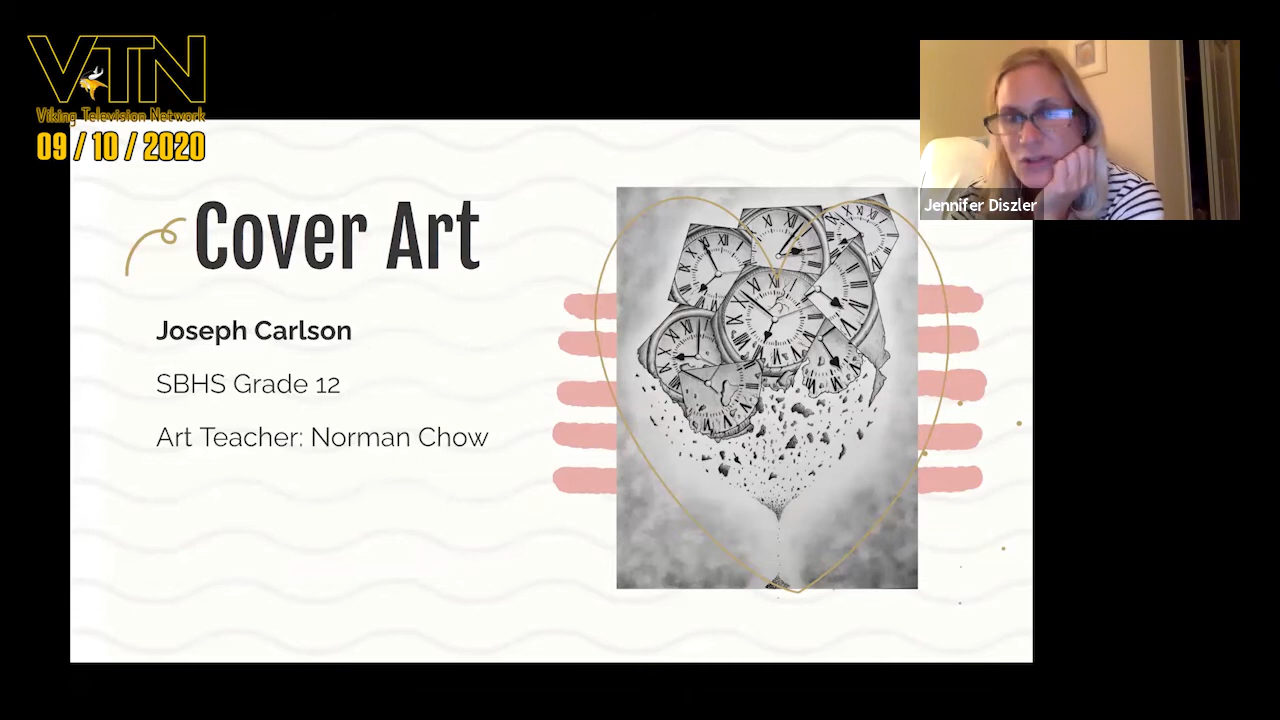 VTN
Viking Television Network
09 / 10 / 2020
Jennifer Diszler
Cover Art
Joseph Carlson
SBHS Grade 12
Art Teacher: Norman Chow